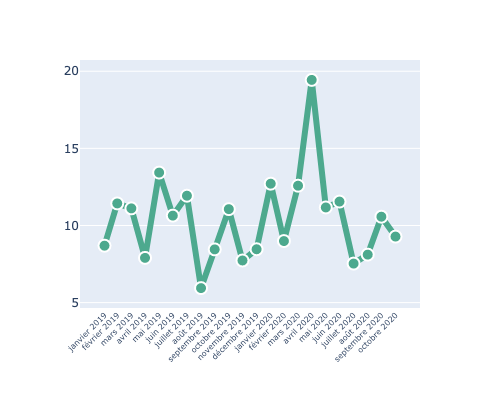 20
15
10
5
janvier 2019
février 2019
mars 2019
avril 2019
mai 2019
juin 2019
juillet 2019
août 2019
septembre 2019
octobre 2019
novembre 2019
décembre 2019
janvier 2020
février 2020
mars 2020
avril 2020
mai 2020
juin 2020
juillet 2020
août 2020
septembre 2020
octobre 2020